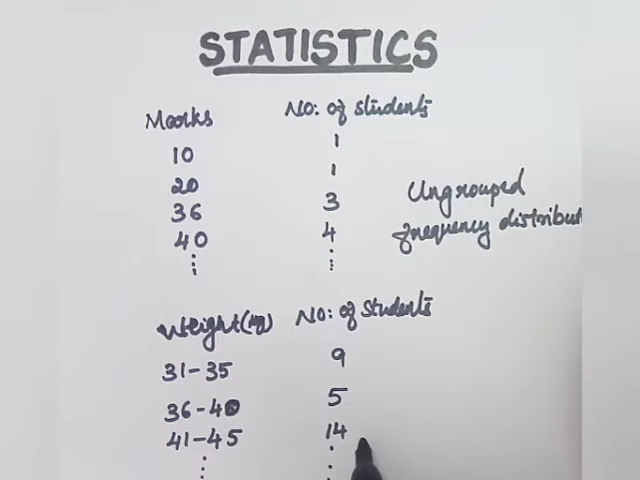 STATISTICS
Marks No: of students
10 1
20 1
36 3
40 4
Ungrouped
frequency distribut
Weight(kg) No: of students
31-35 9
36-40 5
41-45 14